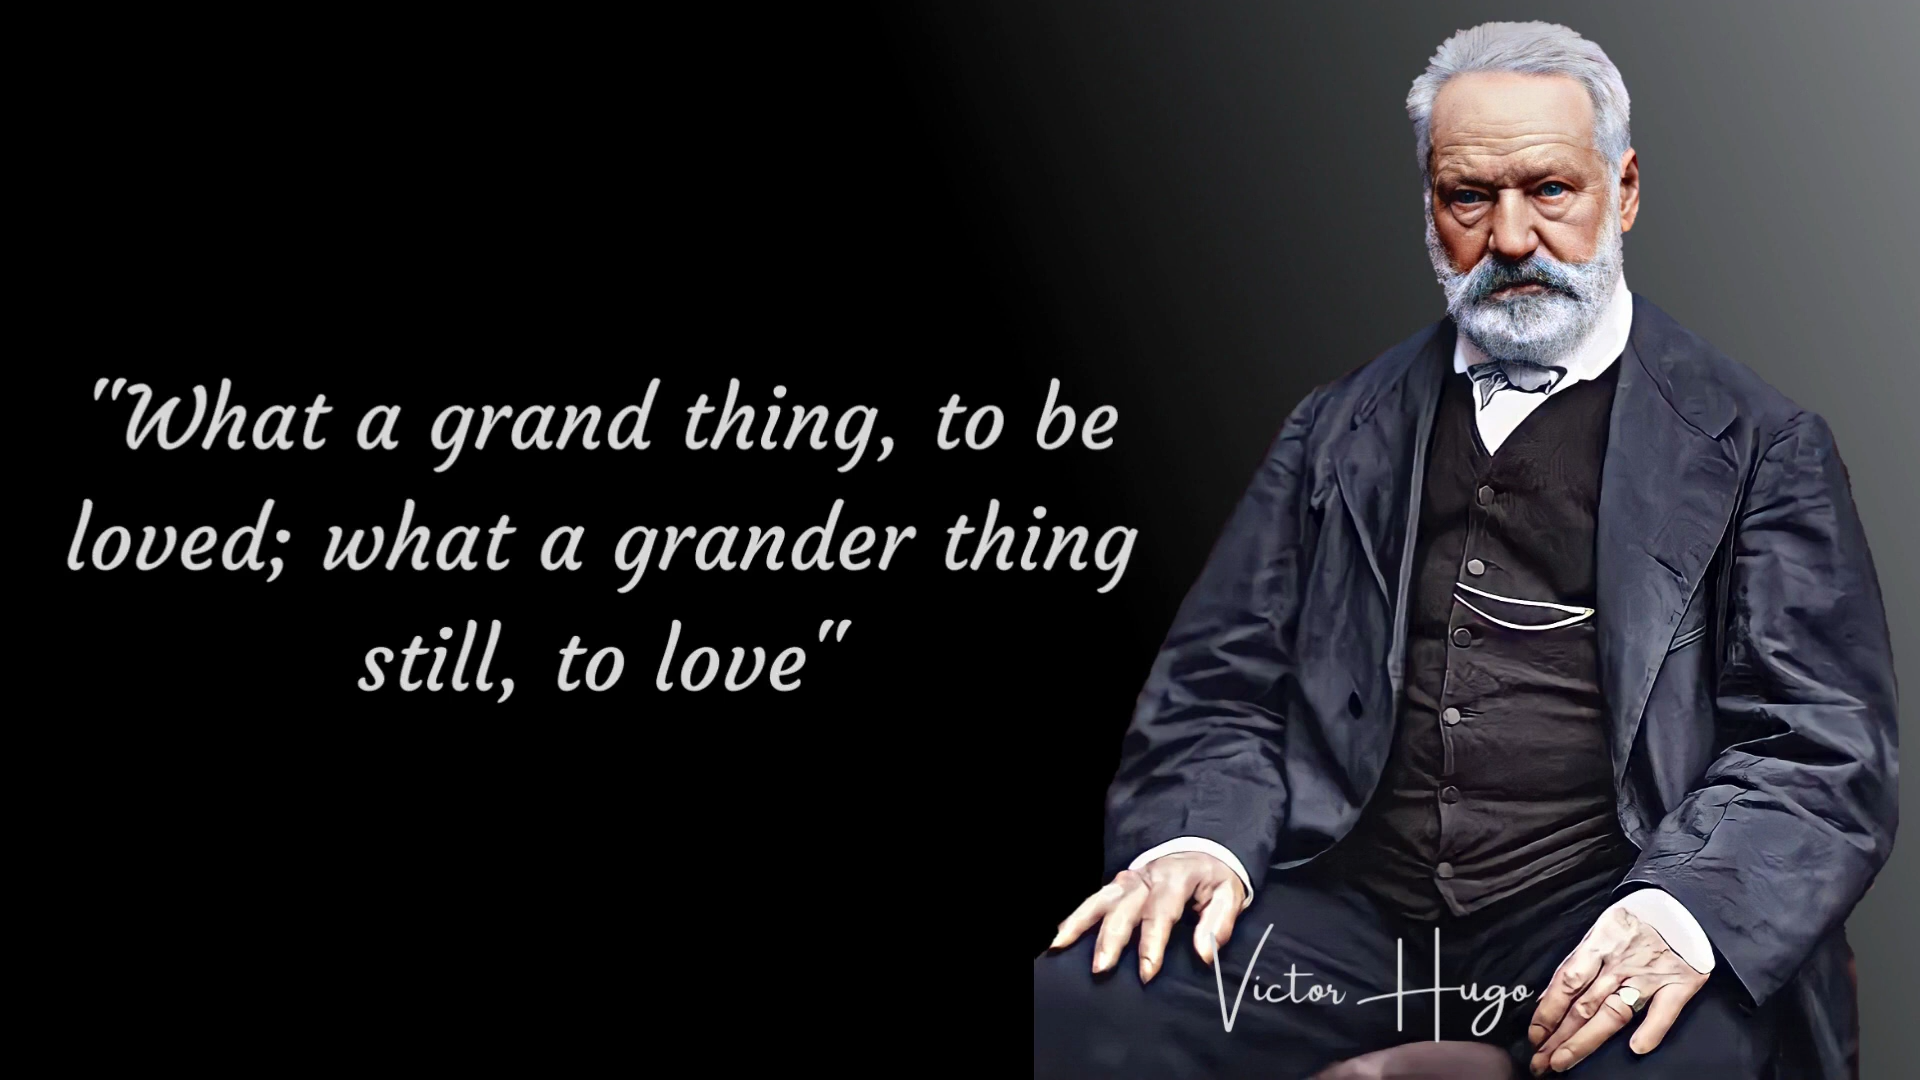 "What a grand thing, to be
loved; what a grander thing
still, to love"
Victor Hugo